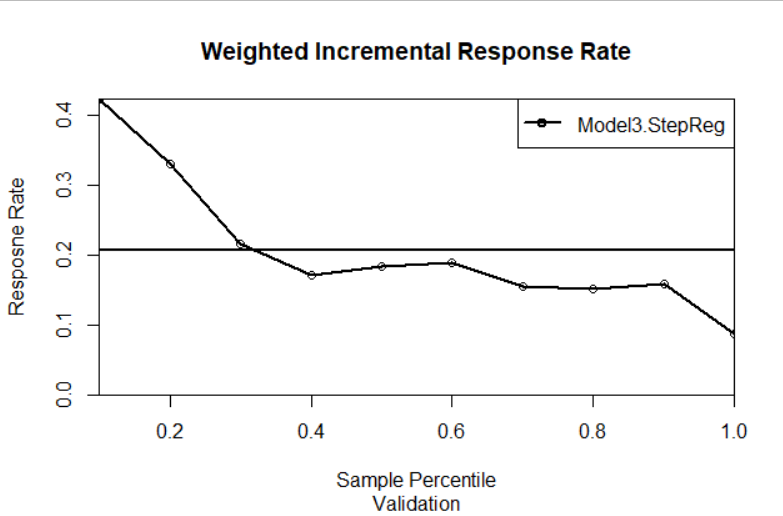 Weighted Incremental Response Rate
0.4
0.3
0.2
0.1
0.0
Resposne Rate
Model3.StepReg
0.2 0.4 0.6 0.8 1.0
Sample Percentile
Validation